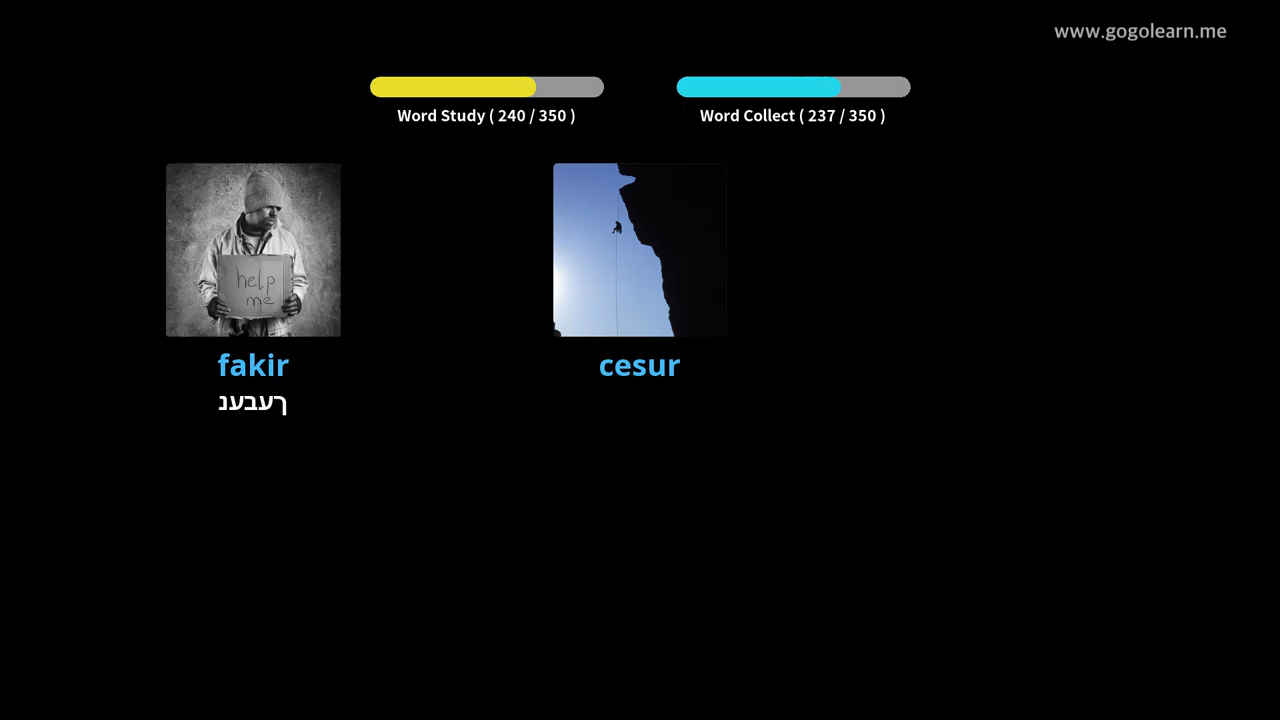 www.gogolearn.me
Word Study ( 240 / 350 )
Word Collect ( 237 / 350 )
help
me
fakir
ךעבענ
cesur